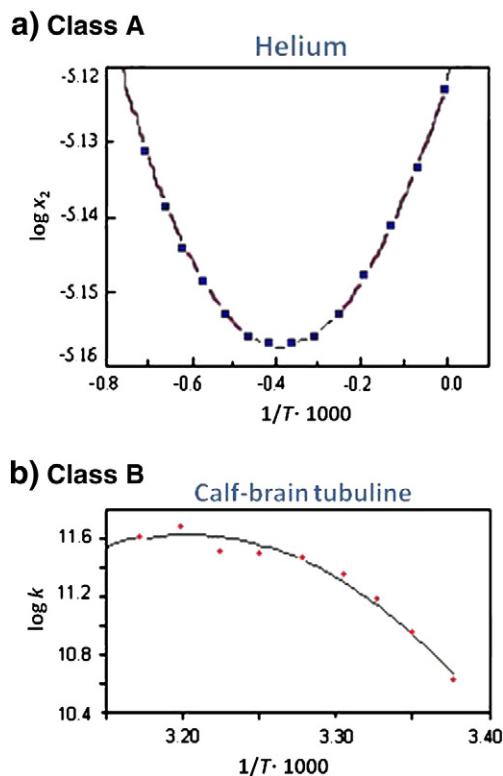 a) Class A
Helium
-5.12
-5.13
-5.14
-5.15
-5.16
log x₂
-0.8 -0.6 -0.4 -0.2 0.0
1/T· 1000
b) Class B
Calf-brain tubuline
11.6
11.2
10.8
10.4
log k
3.20 3.30 3.40
1/T· 1000